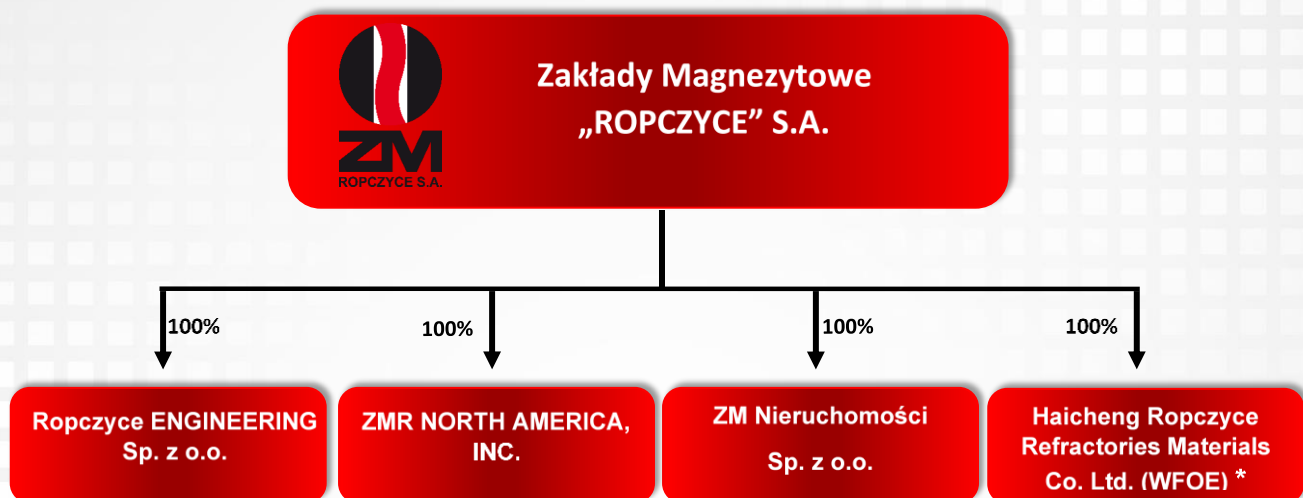 Zakłady Magnezytowe
„ROPCZYCE” S.A.
ZM
ROPCZYCE S.A.
100%
100%
100%
100%
Ropczyce ENGINEERING
Sp. z o.o.
ZMR NORTH AMERICA,
INC.
ZM Nieruchomości
Sp. z o.o.
Haicheng Ropczyce
Refractories Materials
Co. Ltd. (WFOE) *